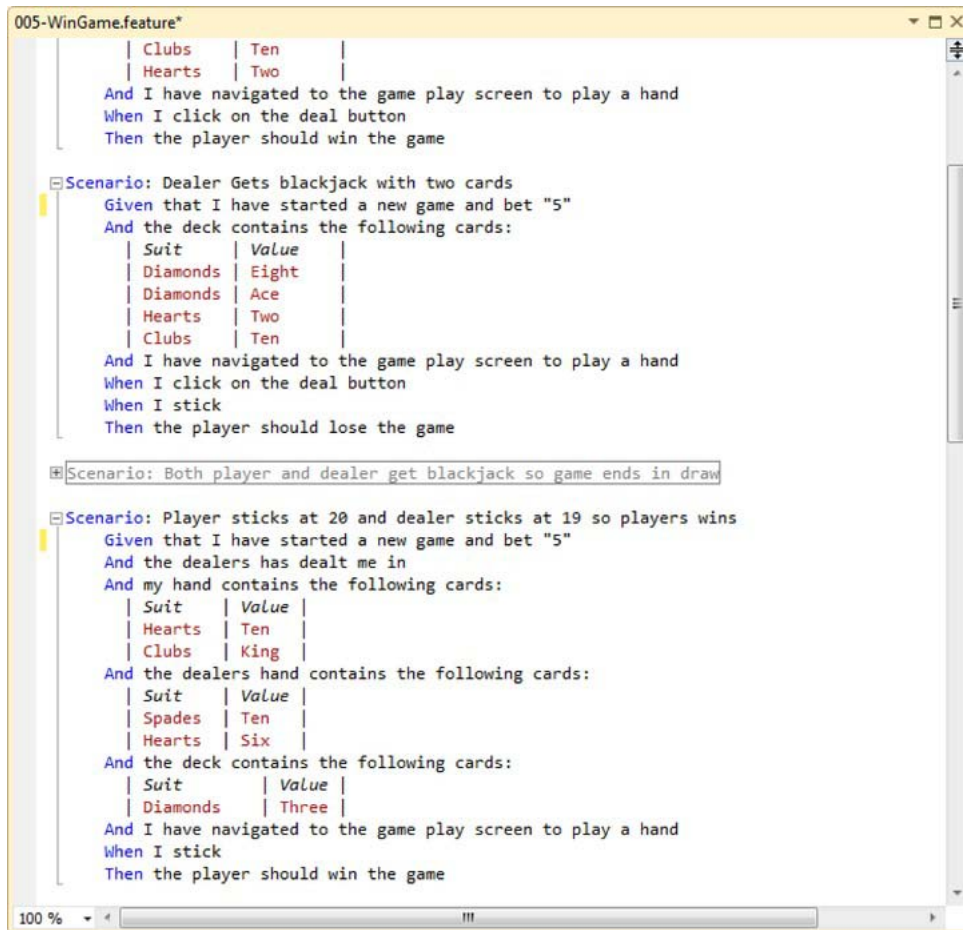 005-WinGame.feature*
| Clubs | Ten |
| Hearts | Two |
And I have navigated to the game play screen to play a hand
When I click on the deal button
Then the player should win the game
Scenario: Dealer Gets blackjack with two cards
Given that I have started a new game and bet "5"
And the deck contains the following cards:
| Suit | Value |
| Diamonds | Eight |
| Diamonds | Ace |
| Hearts | Two |
| Clubs | Ten |
And I have navigated to the game play screen to play a hand
When I click on the deal button
When I stick
Then the player should lose the game
Scenario: Both player and dealer get blackjack so game ends in draw
Scenario: Player sticks at 20 and dealer sticks at 19 so players wins
Given that I have started a new game and bet "5"
And the dealers has dealt me in
And my hand contains the following cards:
| Suit | Value |
| Hearts | Ten |
| Clubs | King |
And the dealers hand contains the following cards:
| Suit | Value |
| Spades | Ten |
| Hearts | Six |
And the deck contains the following cards:
| Suit | Value |
| Diamonds | Three |
And I have navigated to the game play screen to play a hand
When I stick
Then the player should win the game
100 %